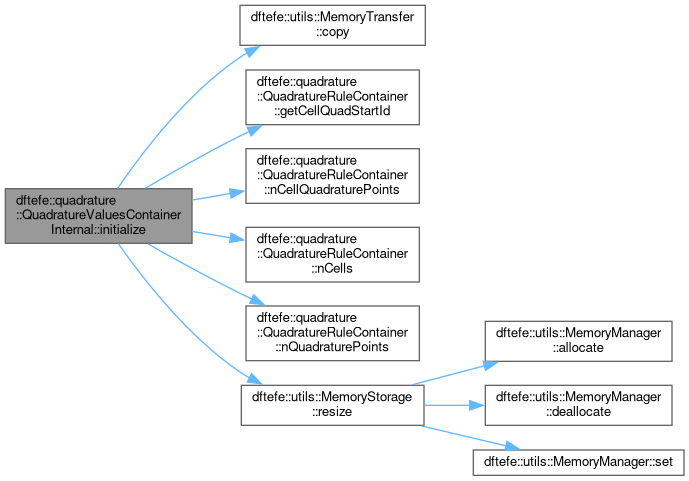 dftefe::utils::MemoryTransfer
::copy
dftefe::quadrature
::QuadratureRuleContainer
::getCellQuadStartId
dftefe::quadrature
::QuadratureRuleContainer
::nCellQuadraturePoints
dftefe::quadrature
::QuadratureValuesContainer
Internal::initialize
dftefe::quadrature
::QuadratureRuleContainer
::nCells
dftefe::quadrature
::QuadratureRuleContainer
::nQuadraturePoints
dftefe::utils::MemoryStorage
::resize
dftefe::utils::MemoryManager
::allocate
dftefe::utils::MemoryManager
::deallocate
dftefe::utils::MemoryManager::set